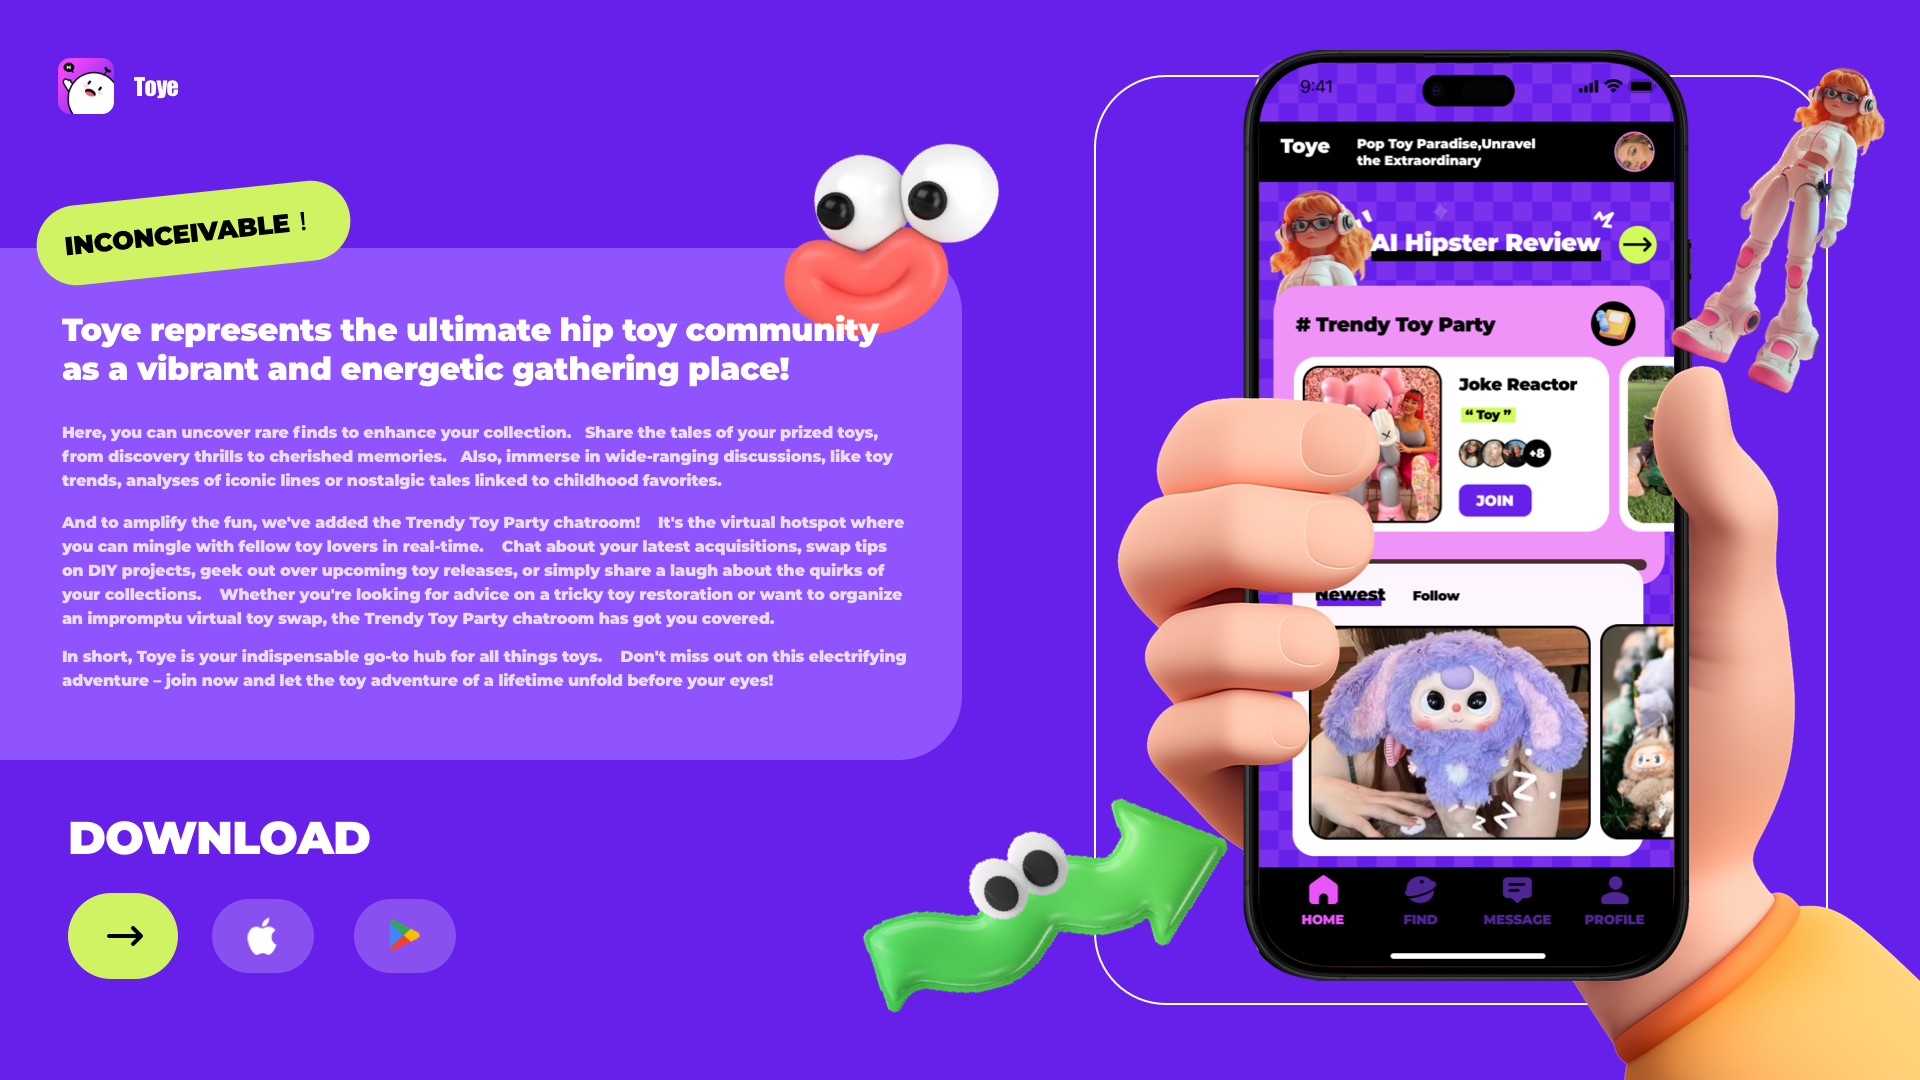 Toye
INCONCEIVABLE !
Toye represents the ultimate hip toy community
as a vibrant and energetic gathering place!
Here, you can uncover rare finds to enhance your collection. Share the tales of your prized toys,
from discovery thrills to cherished memories. Also, immerse in wide-ranging discussions, like toy
trends, analyses of iconic lines or nostalgic tales linked to childhood favorites.
And to amplify the fun, we've added the Trendy Toy Party chatroom! It's the virtual hotspot where
you can mingle with fellow toy lovers in real-time. Chat about your latest acquisitions, swap tips
on DIY projects, geek out over upcoming toy releases, or simply share a laugh about the quirks of
your collections. Whether you're looking for advice on a tricky toy restoration or want to organize
an impromptu virtual toy swap, the Trendy Toy Party chatroom has got you covered.
In short, Toye is your indispensable go-to hub for all things toys. Don't miss out on this electrifying
adventure – join now and let the toy adventure of a lifetime unfold before your eyes!
DOWNLOAD
9:41
Toye
Pop Toy Paradise,Unravel
the Extraordinary
AI Hipster Review
# Trendy Toy Party
Joke Reactor
“ Toy ”
+8
JOIN
Newest Follow
HOME FIND MESSAGE PROFILE